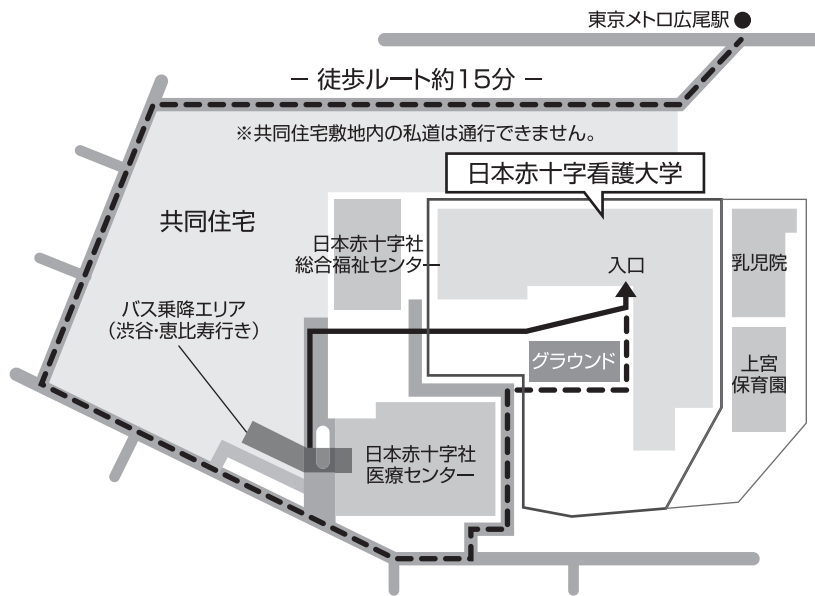 東京メトロ広尾駅
− 徒歩ルート約15分 −
※共同住宅敷地内の私道は通行できません。
日本赤十字看護大学
共同住宅
日本赤十字社
総合福祉センター
入口
乳児院
バス乗降エリア
（渋谷・恵比寿行き）
グラウンド
上宮
保育園
日本赤十字社
医療センター